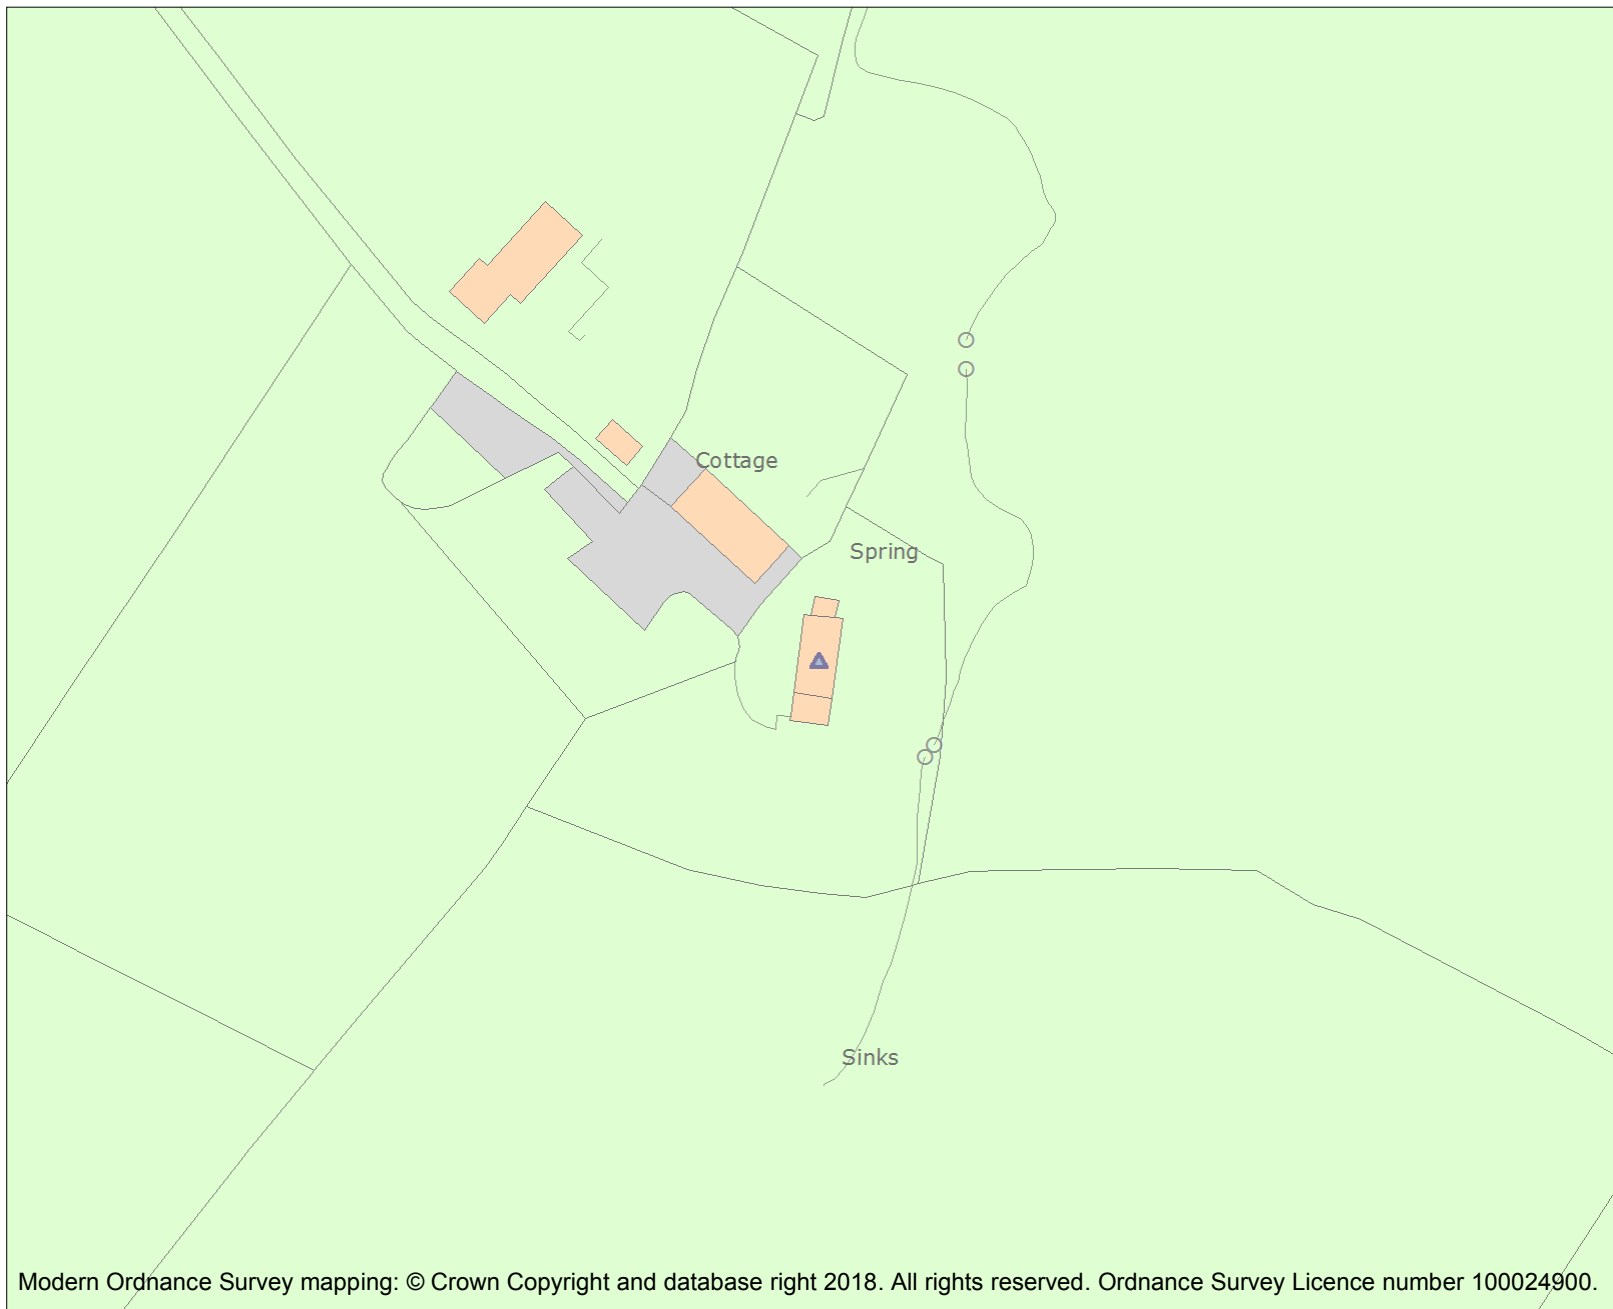 Cottage
Spring
Sinks
Modern Ordnance Survey mapping: © Crown Copyright and database right 2018. All rights reserved. Ordnance Survey Licence number 100024900.